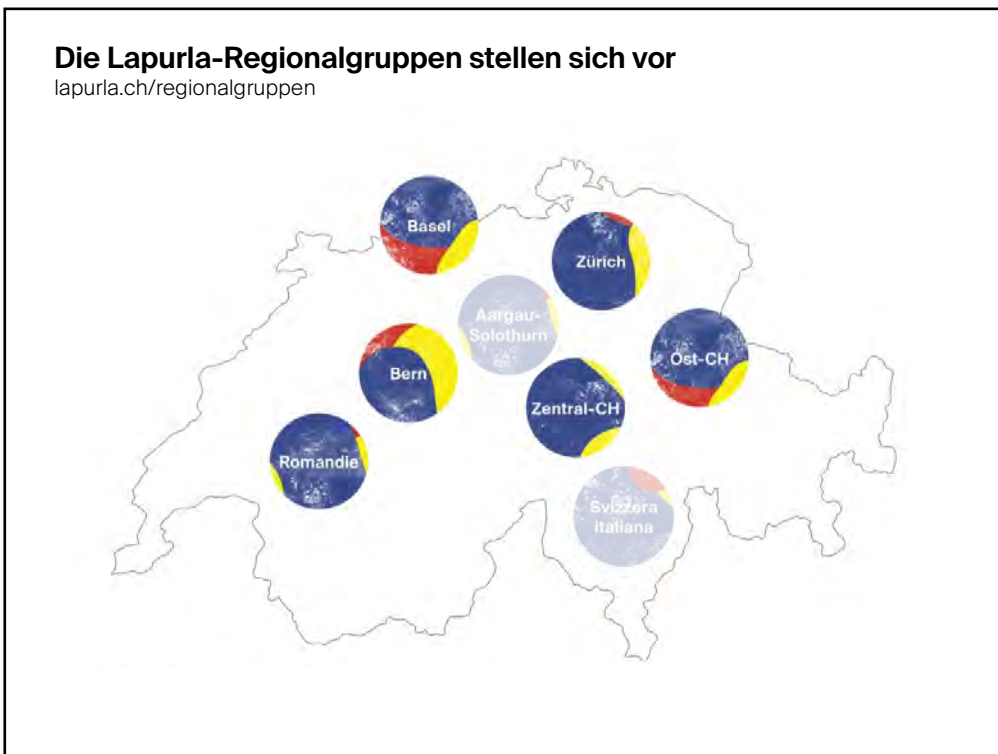 Die Lapurla-Regionalgruppen stellen sich vor
lapurla.ch/regionalgruppen
Basel
Zürich
Aargau-
Solothurn
Ost-CH
Bern
Zentral-CH
Romandie
Svizzera
italiana